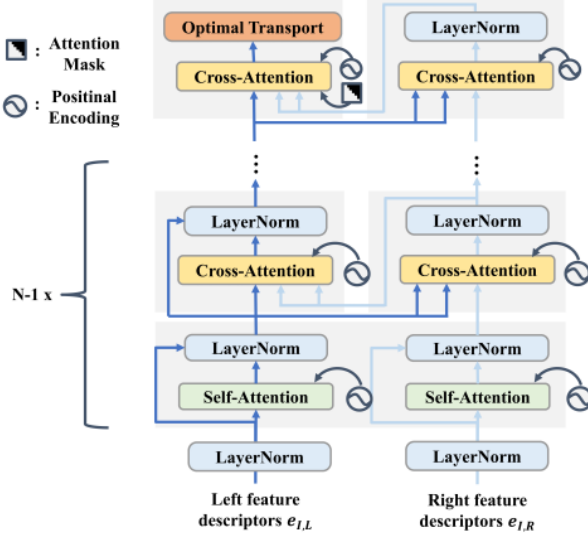 Optimal Transport
LayerNorm
: Attention
Mask
Cross-Attention
Cross-Attention
: Positinal
Encoding
...
...
LayerNorm
LayerNorm
Cross-Attention
Cross-Attention
N-1 x
LayerNorm
LayerNorm
Self-Attention
Self-Attention
LayerNorm
LayerNorm
Left feature
descriptors e_{I,L}
Right feature
descriptors e_{I,R}